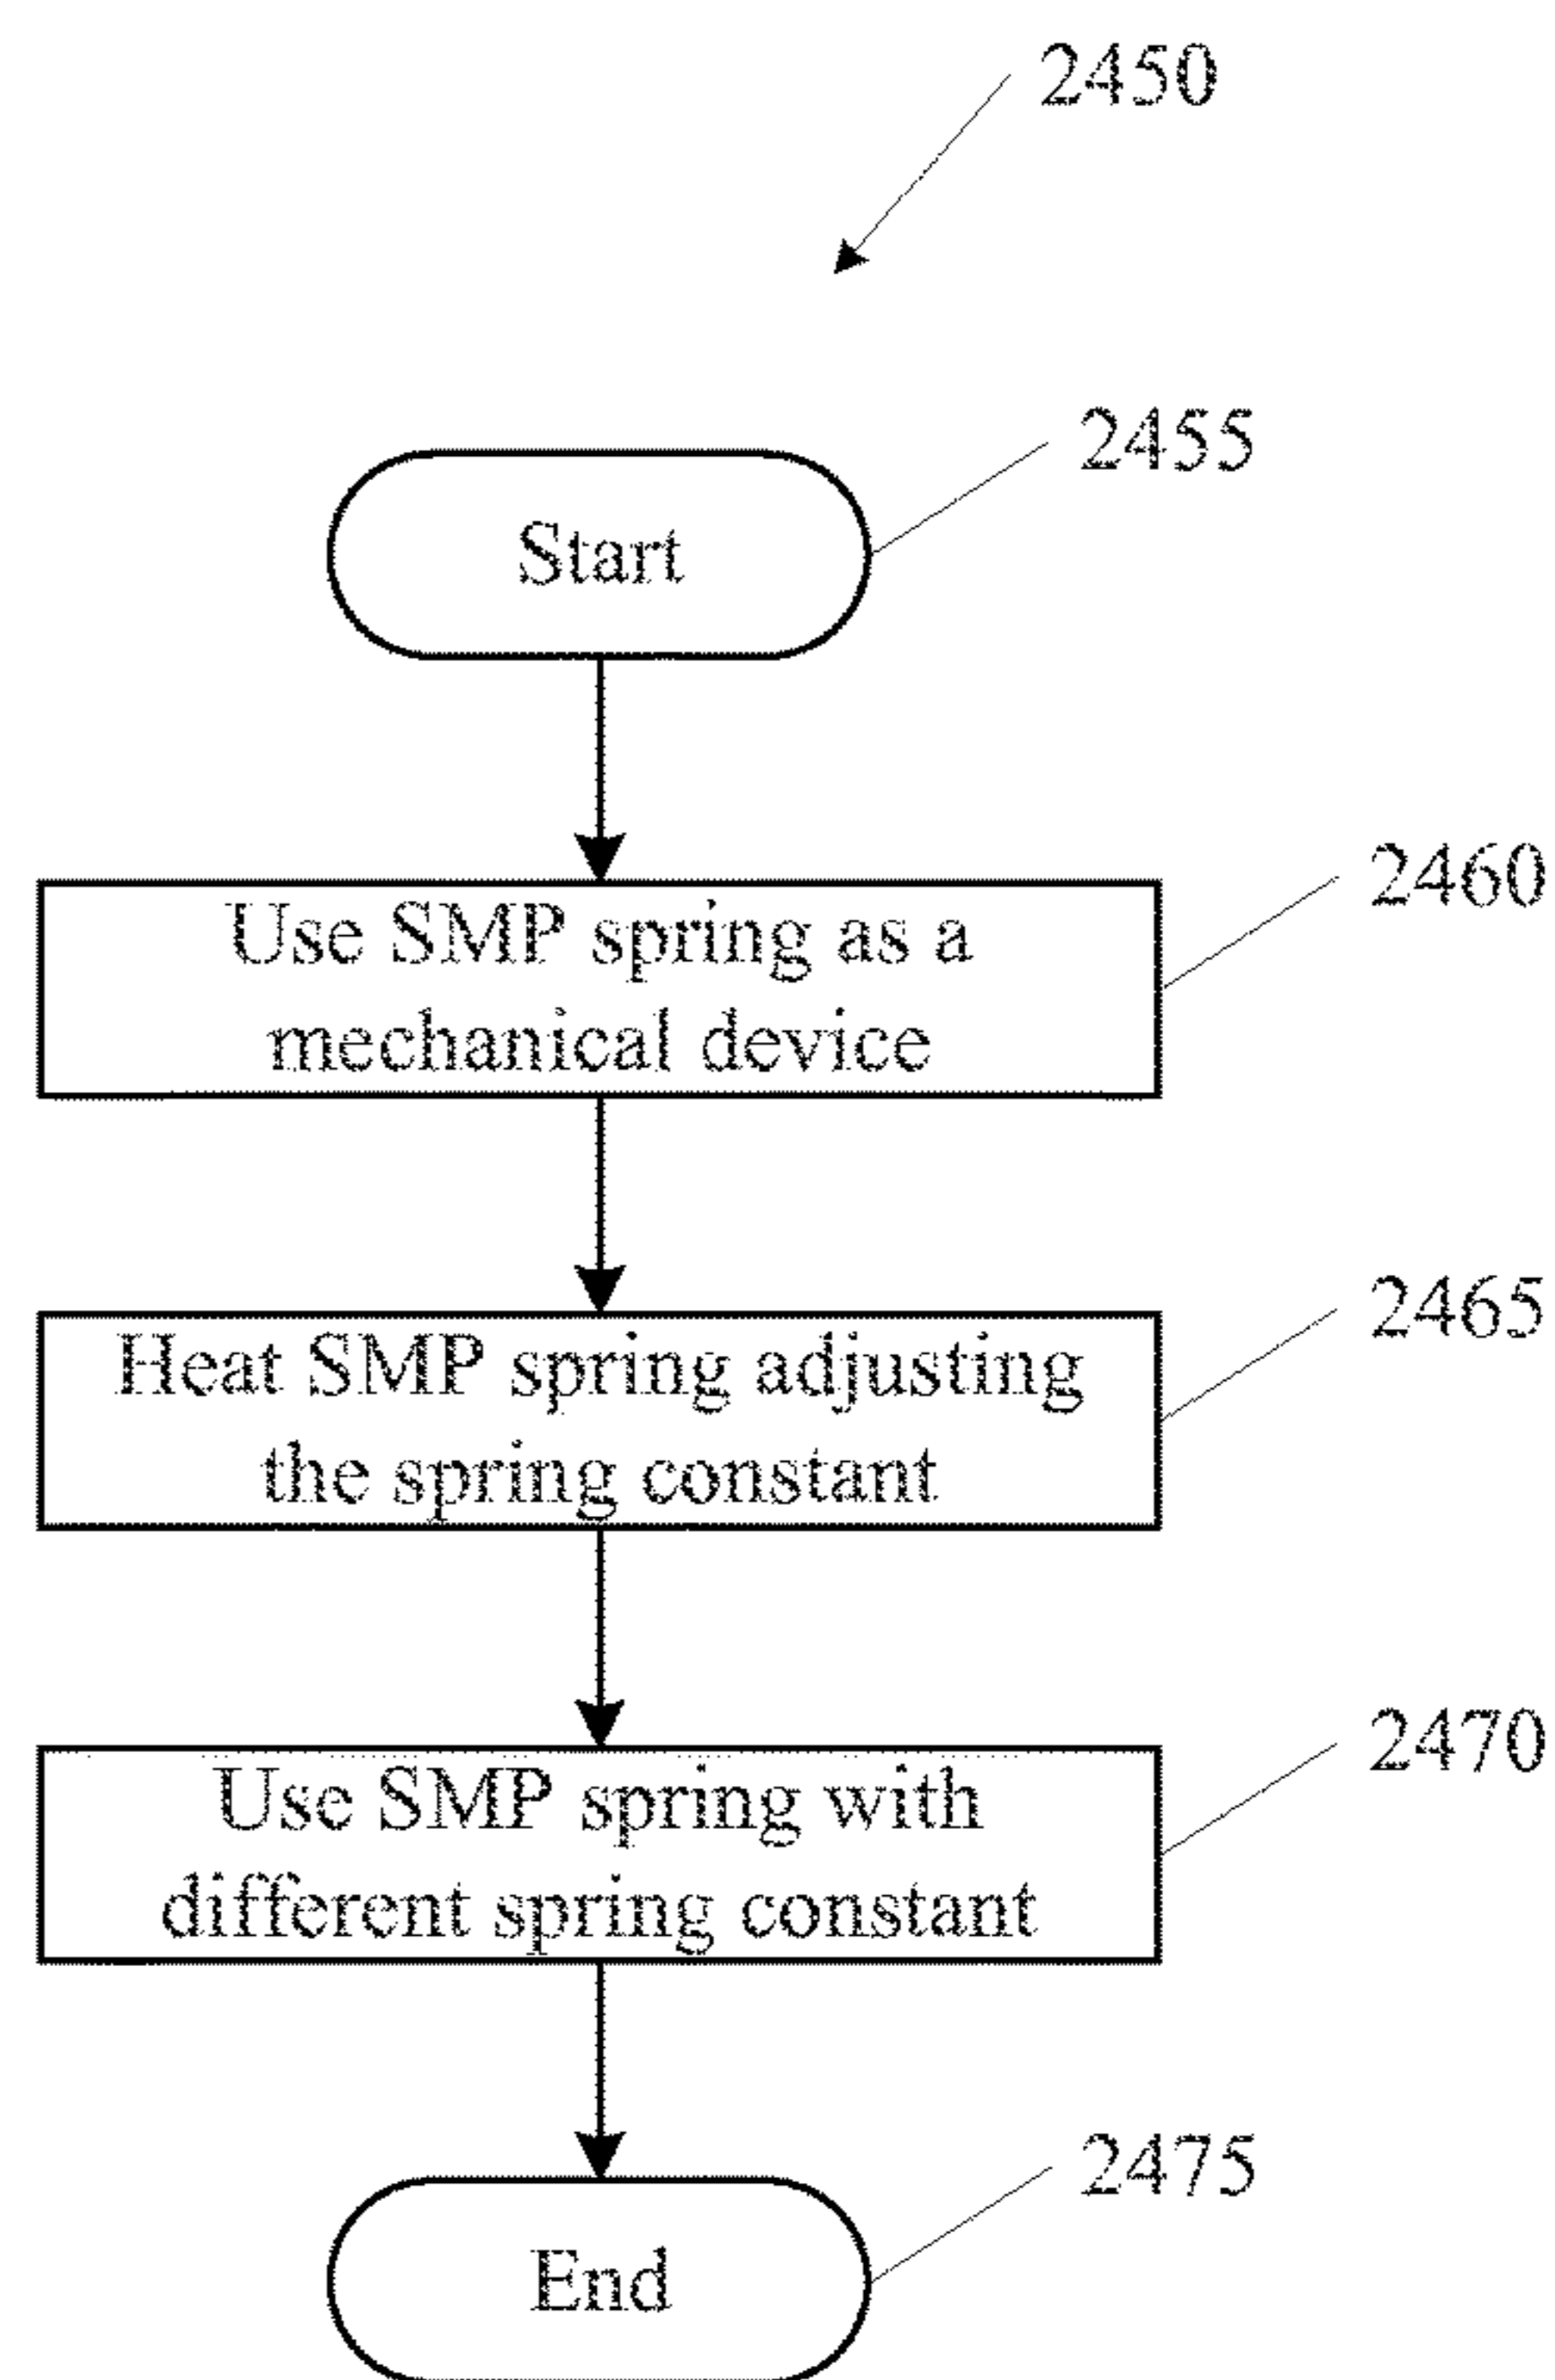 2450
2455
Start
2460
Use SMP spring as a
mechanical device
2465
Heat SMP spring adjusting
the spring constant
2470
Use SMP spring with
different spring constant
2475
End